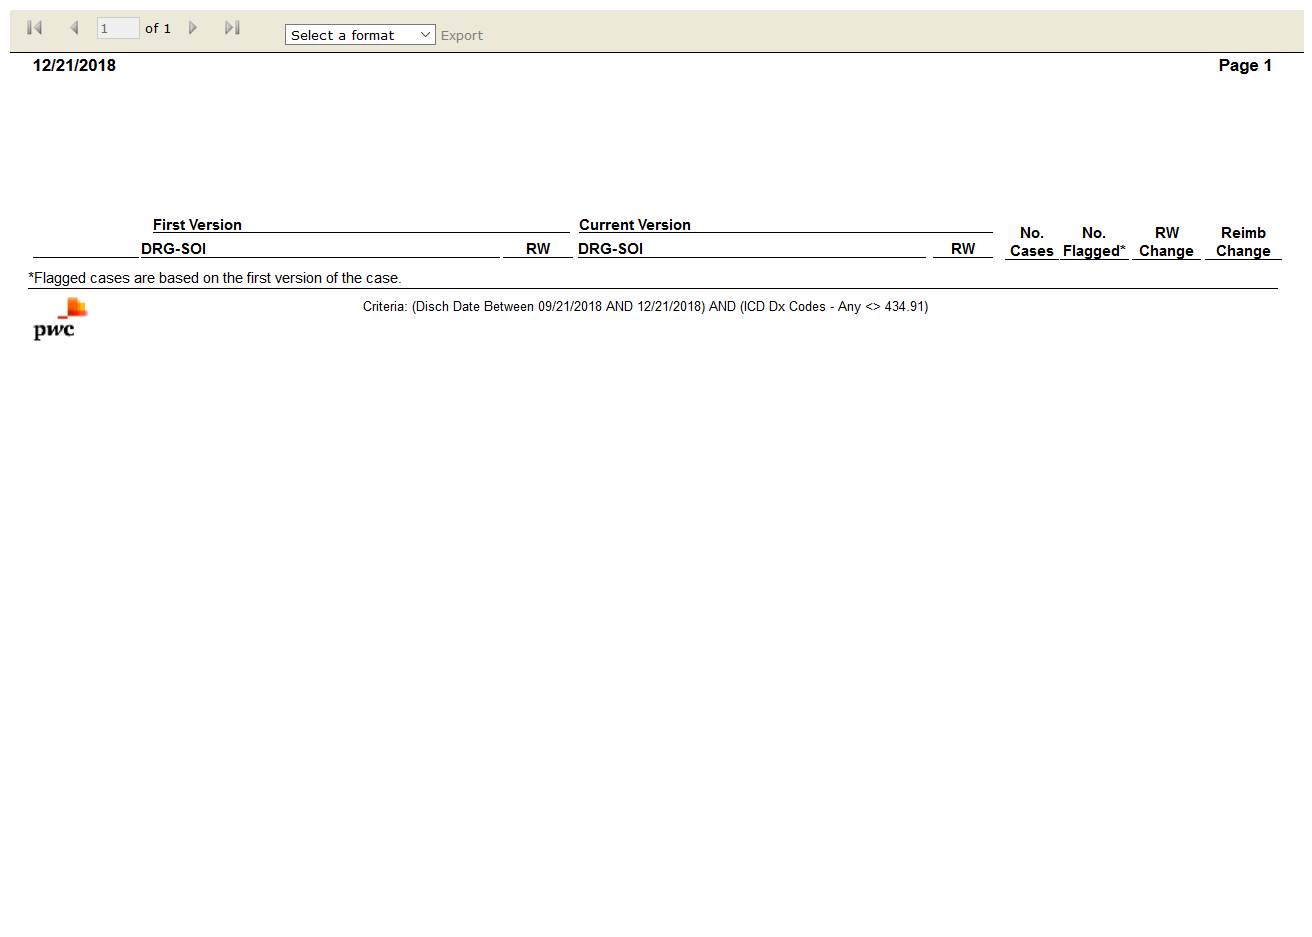 1 of 1 Select a format Export
12/21/2018 Page 1
First Version Current Version
No. No. RW Reimb
DRG-SOI RW DRG-SOI RW Cases Flagged* Change Change
*Flagged cases are based on the first version of the case.
pwc Criteria: (Disch Date Between 09/21/2018 AND 12/21/2018) AND (ICD Dx Codes - Any <> 434.91)